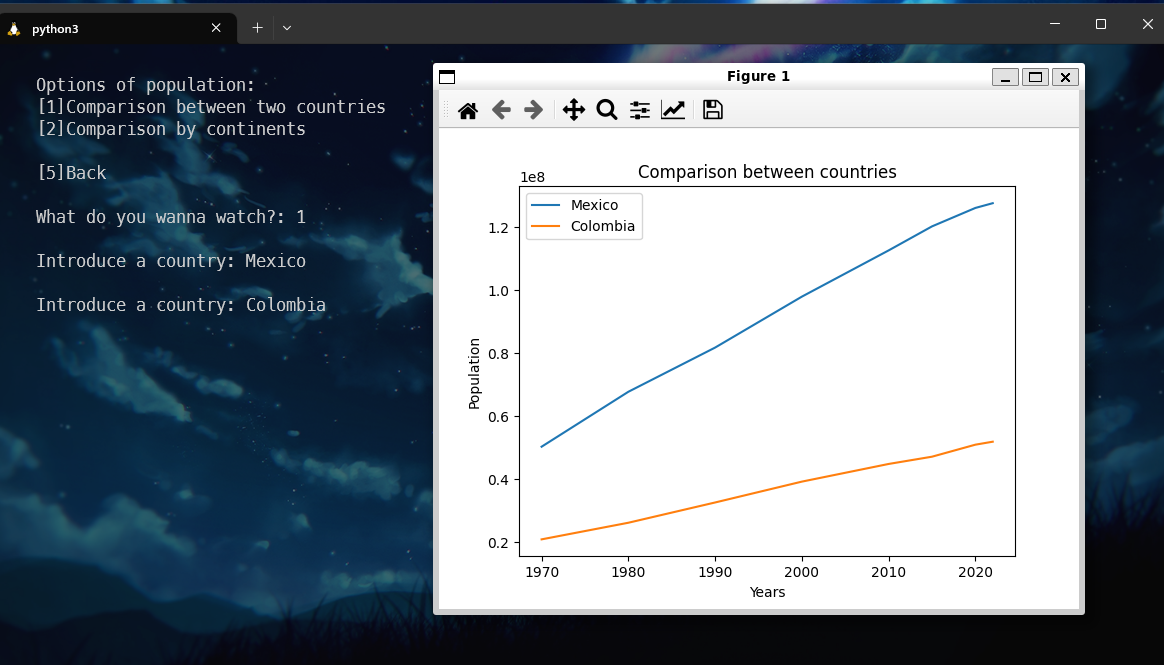 python3
Options of population:
[1]Comparison between two countries
[2]Comparison by continents
[5]Back
What do you wanna watch?: 1
Introduce a country: Mexico
Introduce a country: Colombia
Figure 1
Comparison between countries
1e8
Mexico
Colombia
1.2
1.0
0.8
0.6
0.4
0.2
Population
1970 1980 1990 2000 2010 2020
Years